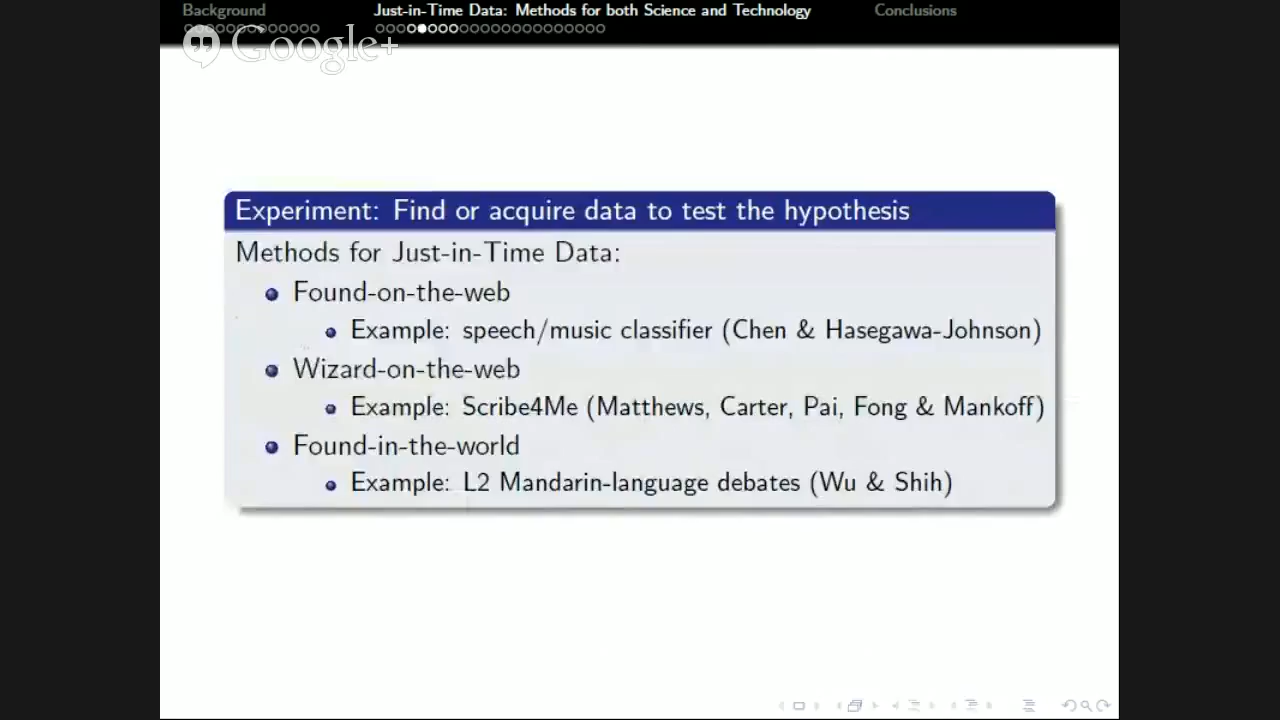 Background
Just-in-Time Data: Methods for both Science and Technology
Conclusions
Google+
Experiment: Find or acquire data to test the hypothesis
Methods for Just-in-Time Data:
Found-on-the-web
Example: speech/music classifier (Chen & Hasegawa-Johnson)
Wizard-on-the-web
Example: Scribe4Me (Matthews, Carter, Pai, Fong & Mankoff)
Found-in-the-world
Example: L2 Mandarin-language debates (Wu & Shih)